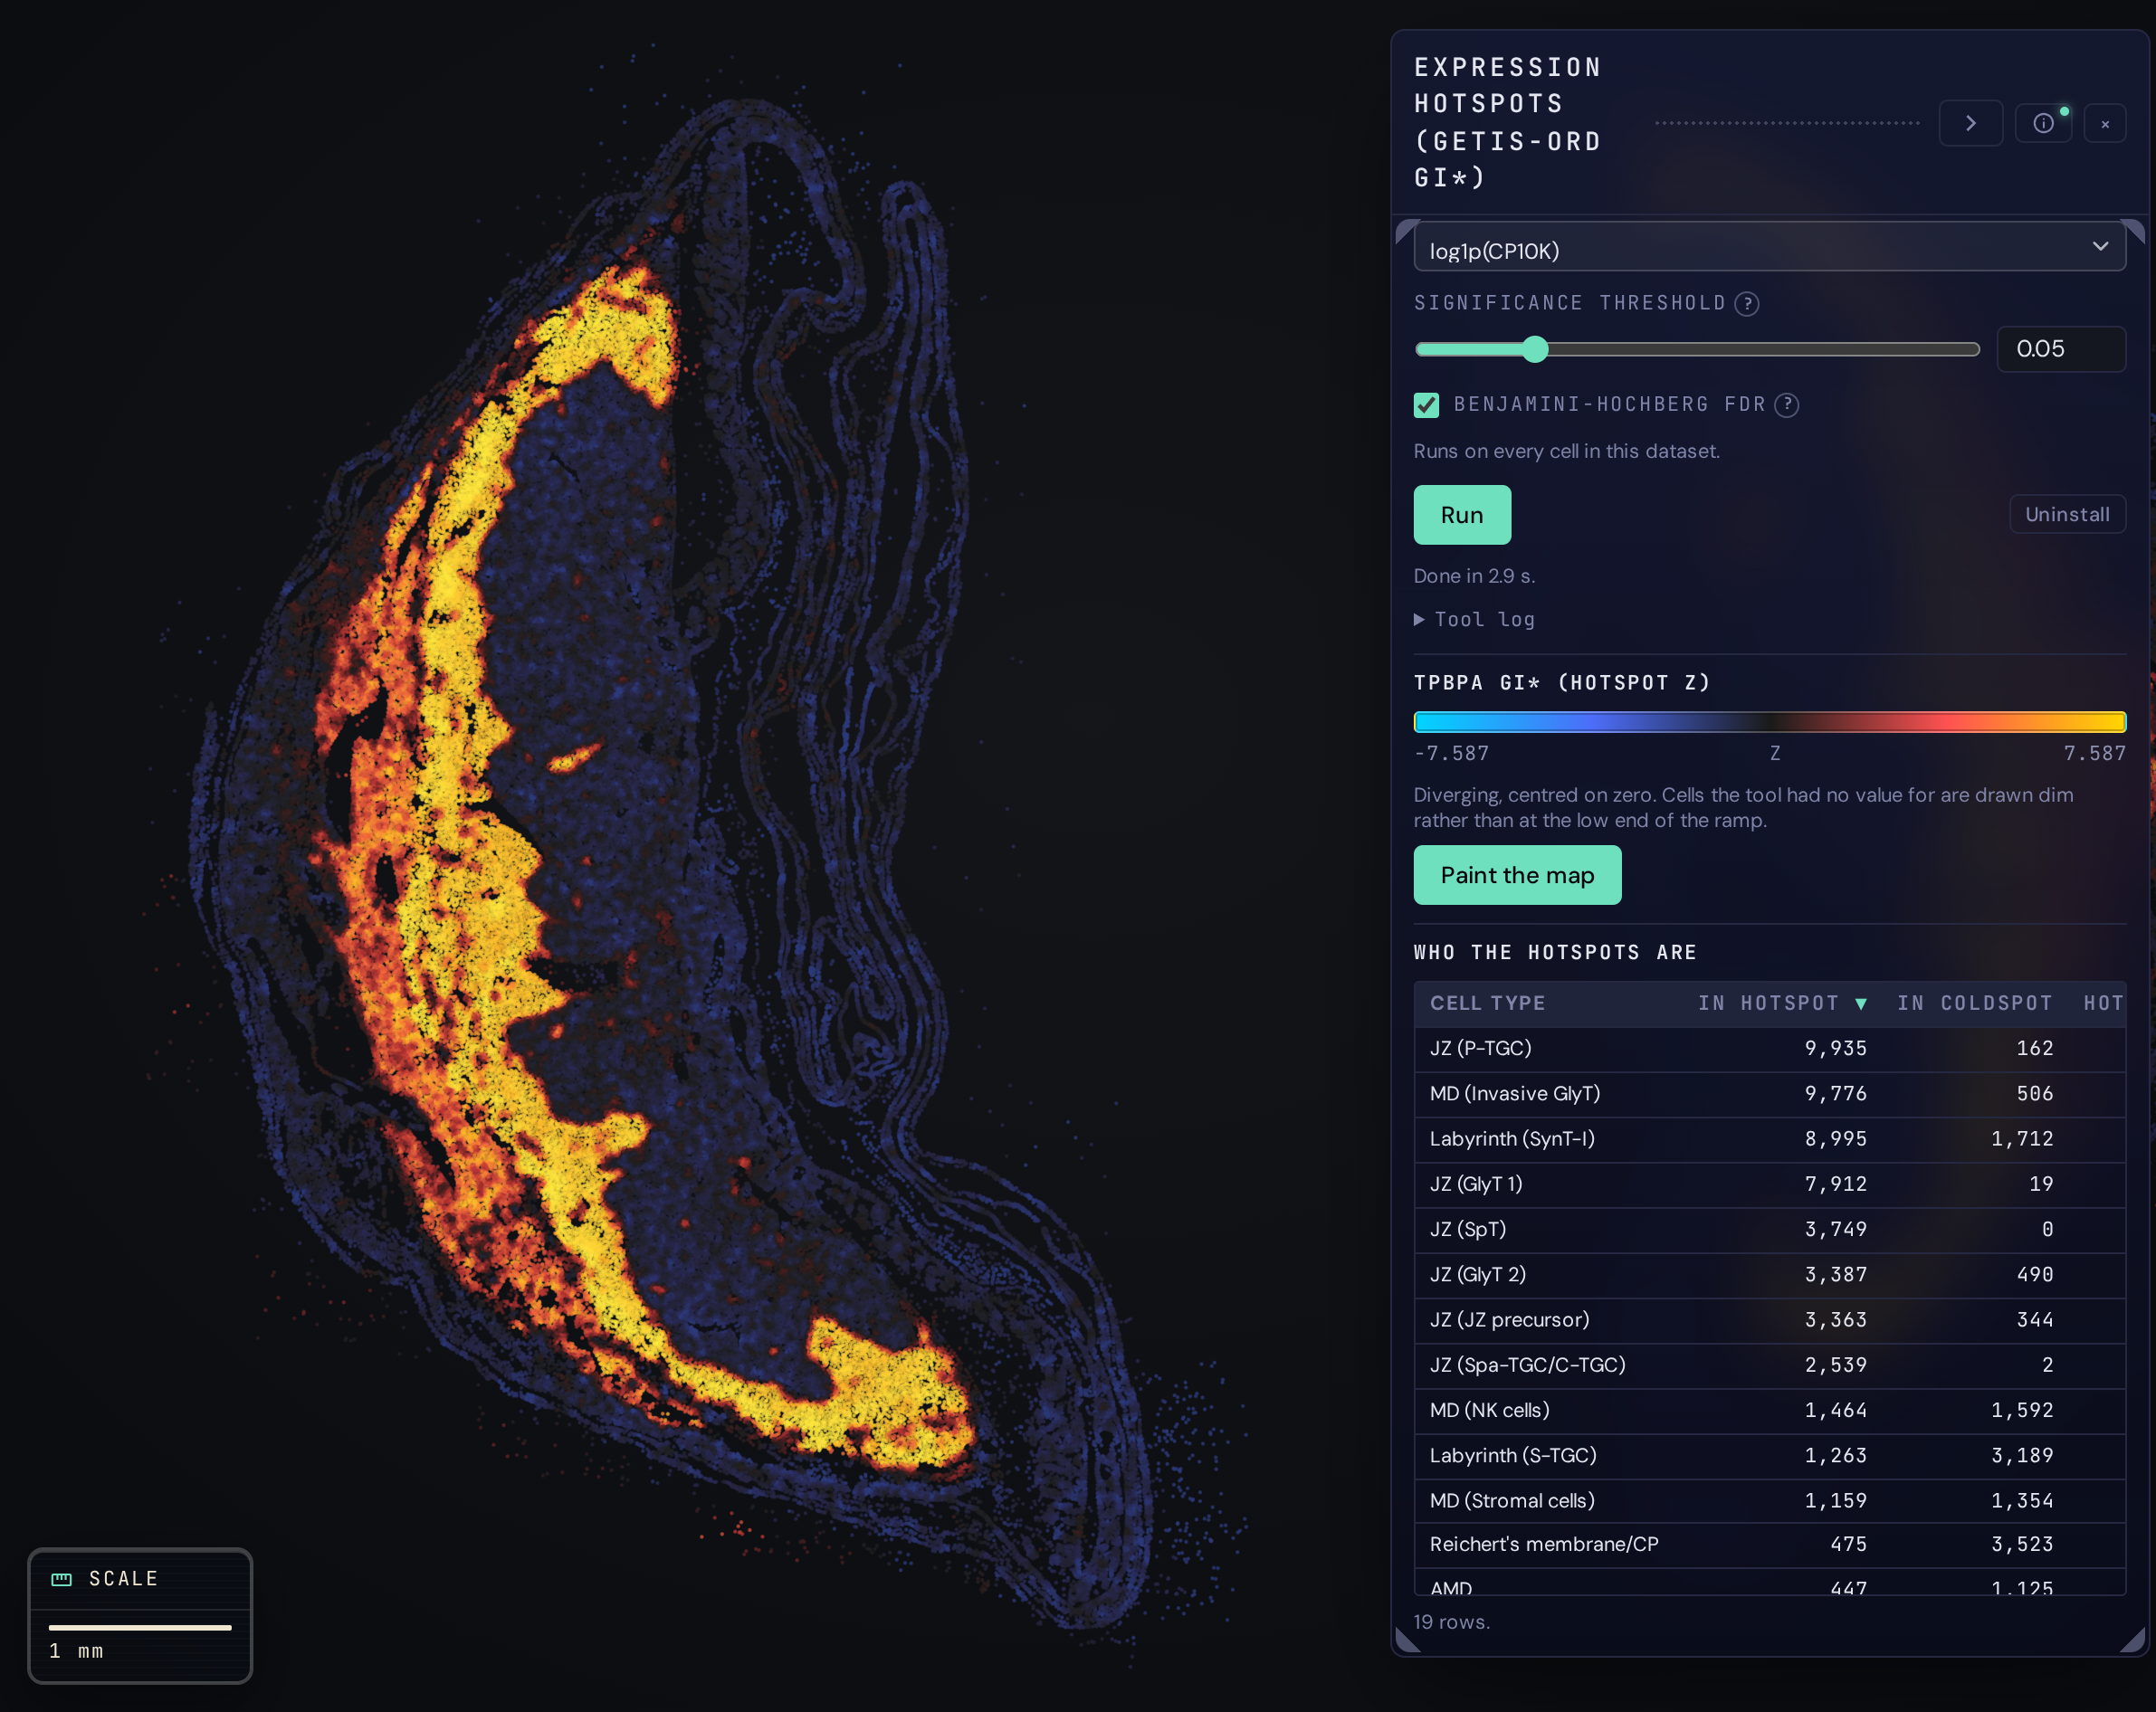 EXPRESSION
HOTSPOTS
(GETIS-ORD
GI*)
log1p(CP10K)
SIGNIFICANCE THRESHOLD ?
0.05
BENJAMINI-HOCHBERG FDR ?
Runs on every cell in this dataset.
Run
Uninstall
Done in 2.9 s.
Tool log
TPBPA GI* (HOTSPOT Z)
-7.587 Z 7.587
Diverging, centred on zero. Cells the tool had no value for are drawn dim
rather than at the low end of the ramp.
Paint the map
WHO THE HOTSPOTS ARE
CELL TYPE IN HOTSPOT ▼ IN COLDSPOT HOT
JZ (P-TGC) 9,935 162
MD (Invasive GlyT) 9,776 506
Labyrinth (SynT-I) 8,995 1,712
JZ (GlyT 1) 7,912 19
JZ (SpT) 3,749 0
JZ (GlyT 2) 3,387 490
JZ (JZ precursor) 3,363 344
JZ (Spa-TGC/C-TGC) 2,539 2
MD (NK cells) 1,464 1,592
Labyrinth (S-TGC) 1,263 3,189
MD (Stromal cells) 1,159 1,354
Reichert's membrane/CP 475 3,523
AMD 447 1,125
19 rows.
SCALE
1 mm